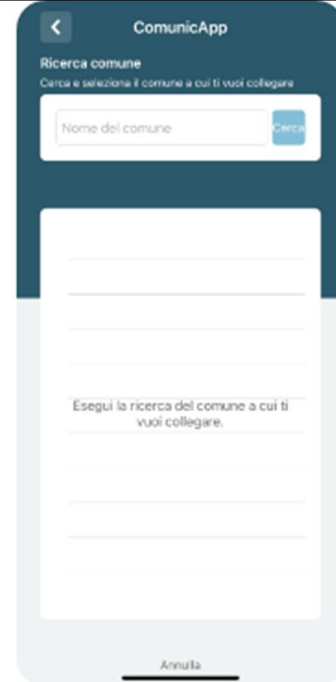 ComunicApp
Ricerca comune
Cerca e seleziona il comune a cui ti vuoi collegare
Nome del comune
Cerca
Esegui la ricerca del comune a cui ti
vuoi collegare.
Annulla